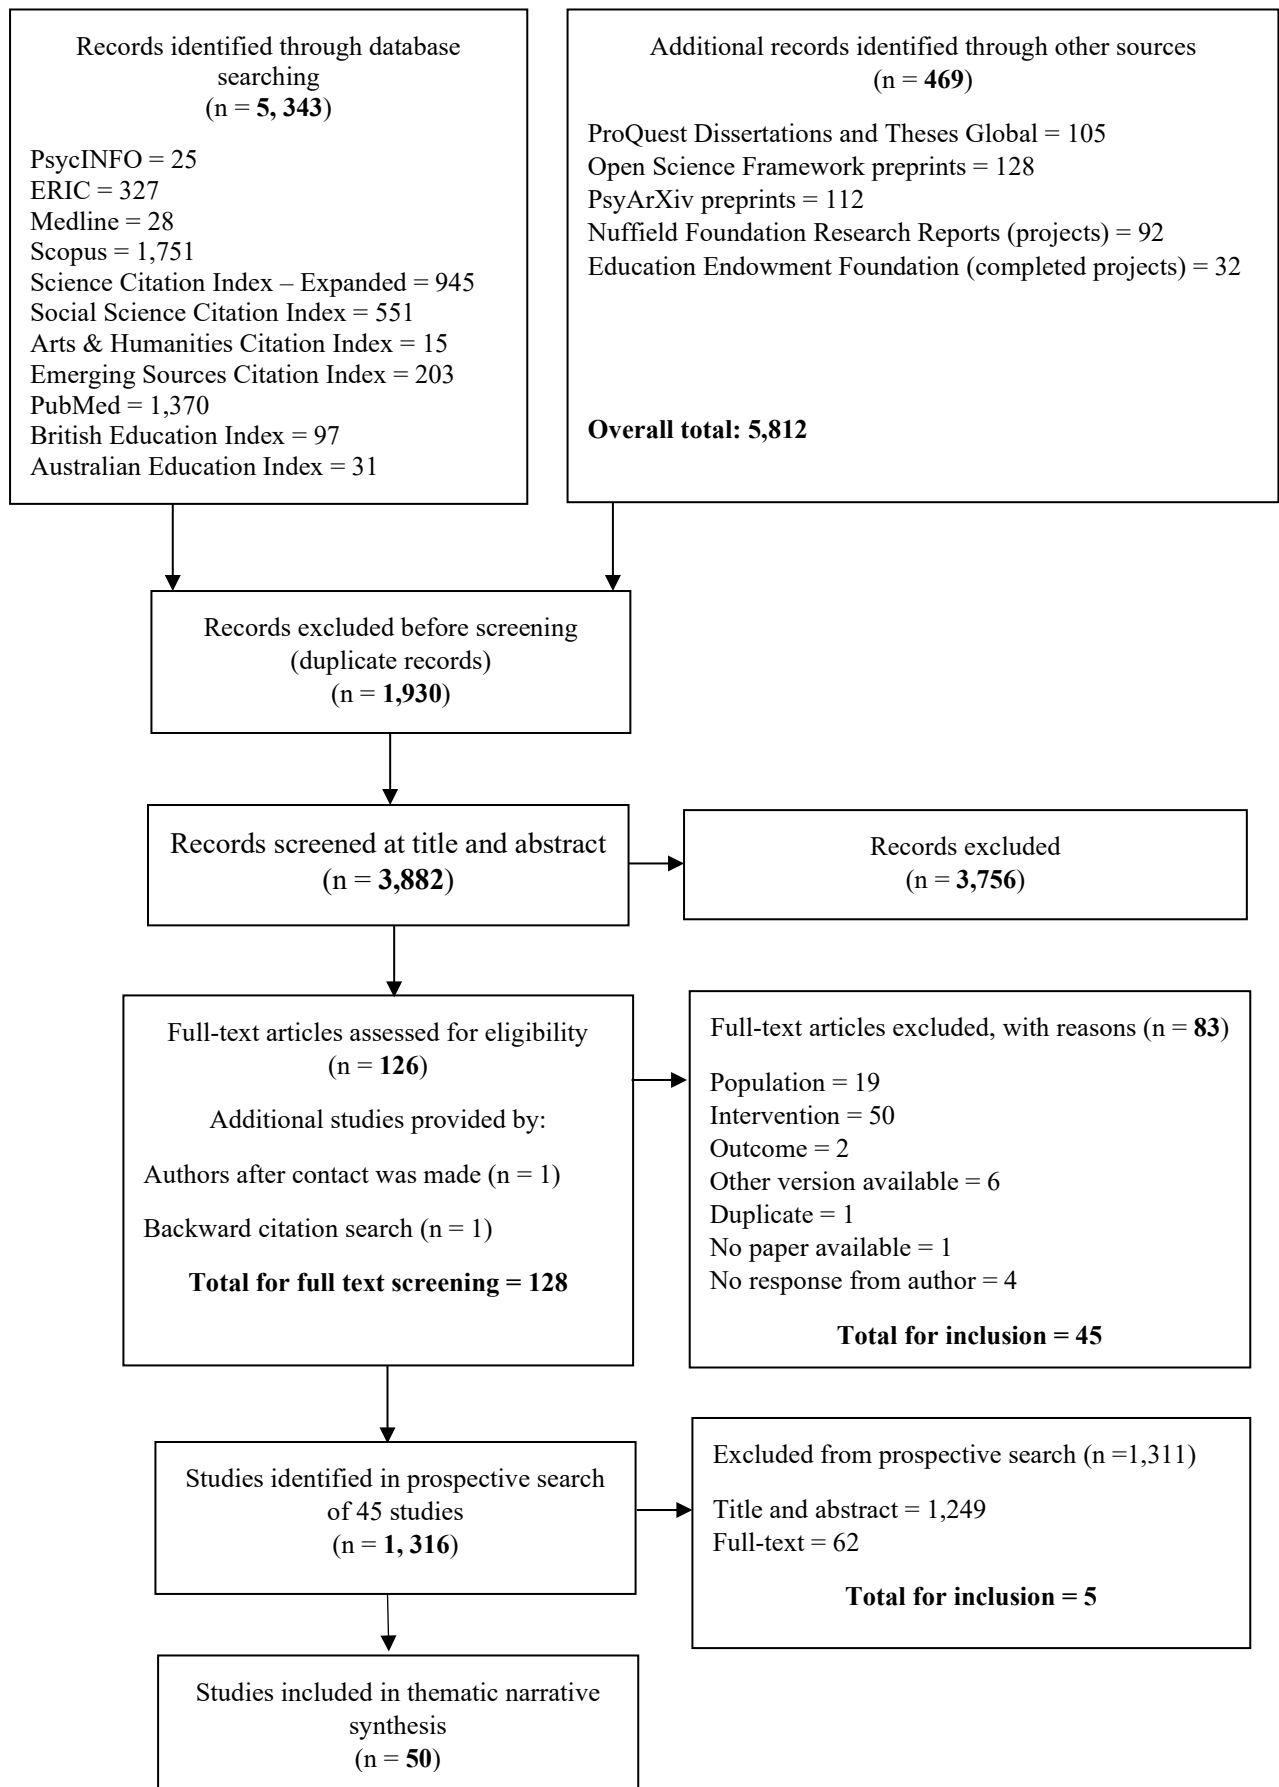 Records identified through database
searching
(n = 5, 343)
PsycINFO = 25
ERIC = 327
Medline = 28
Scopus = 1,751
Science Citation Index – Expanded = 945
Social Science Citation Index = 551
Arts & Humanities Citation Index = 15
Emerging Sources Citation Index = 203
PubMed = 1,370
British Education Index = 97
Australian Education Index = 31
Additional records identified through other sources
(n = 469)
ProQuest Dissertations and Theses Global = 105
Open Science Framework preprints = 128
PsyArXiv preprints = 112
Nuffield Foundation Research Reports (projects) = 92
Education Endowment Foundation (completed projects) = 32
Overall total: 5,812
Records excluded before screening
(duplicate records)
(n = 1,930)
Records screened at title and abstract
(n = 3,882)
Records excluded
(n = 3,756)
Full-text articles assessed for eligibility
(n = 126)
Additional studies provided by:
Authors after contact was made (n = 1)
Backward citation search (n = 1)
Total for full text screening = 128
Full-text articles excluded, with reasons (n = 83)
Population = 19
Intervention = 50
Outcome = 2
Other version available = 6
Duplicate = 1
No paper available = 1
No response from author = 4
Total for inclusion = 45
Studies identified in prospective search
of 45 studies
(n = 1, 316)
Excluded from prospective search (n =1,311)
Title and abstract = 1,249
Full-text = 62
Total for inclusion = 5
Studies included in thematic narrative
synthesis
(n = 50)